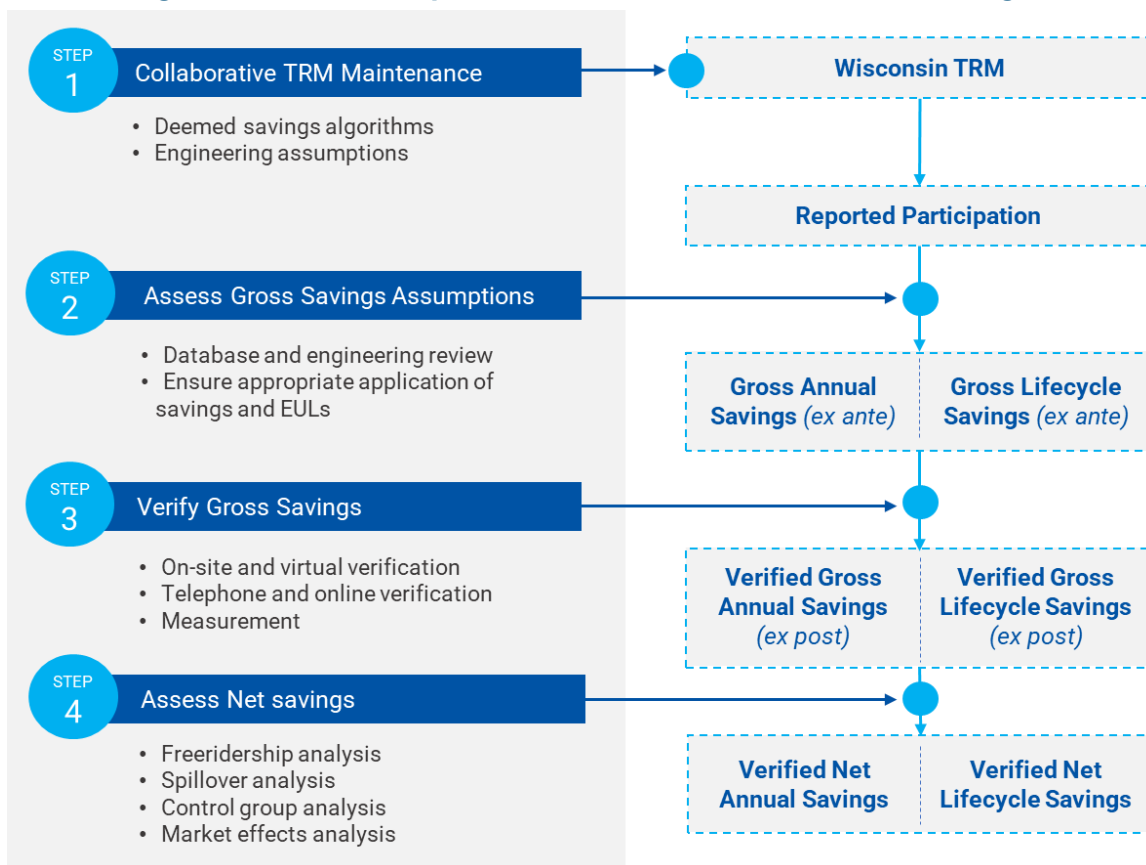 STEP
1
Collaborative TRM Maintenance
• Deemed savings algorithms
• Engineering assumptions
Wisconsin TRM
Reported Participation
STEP
2
Assess Gross Savings Assumptions
• Database and engineering review
• Ensure appropriate application of
savings and EULs
Gross Annual
Savings (ex ante)
Gross Lifecycle
Savings (ex ante)
STEP
3
Verify Gross Savings
• On-site and virtual verification
• Telephone and online verification
• Measurement
Verified Gross
Annual Savings
(ex post)
Verified Gross
Lifecycle Savings
(ex post)
STEP
4
Assess Net savings
• Freeridership analysis
• Spillover analysis
• Control group analysis
• Market effects analysis
Verified Net
Annual Savings
Verified Net
Lifecycle Savings